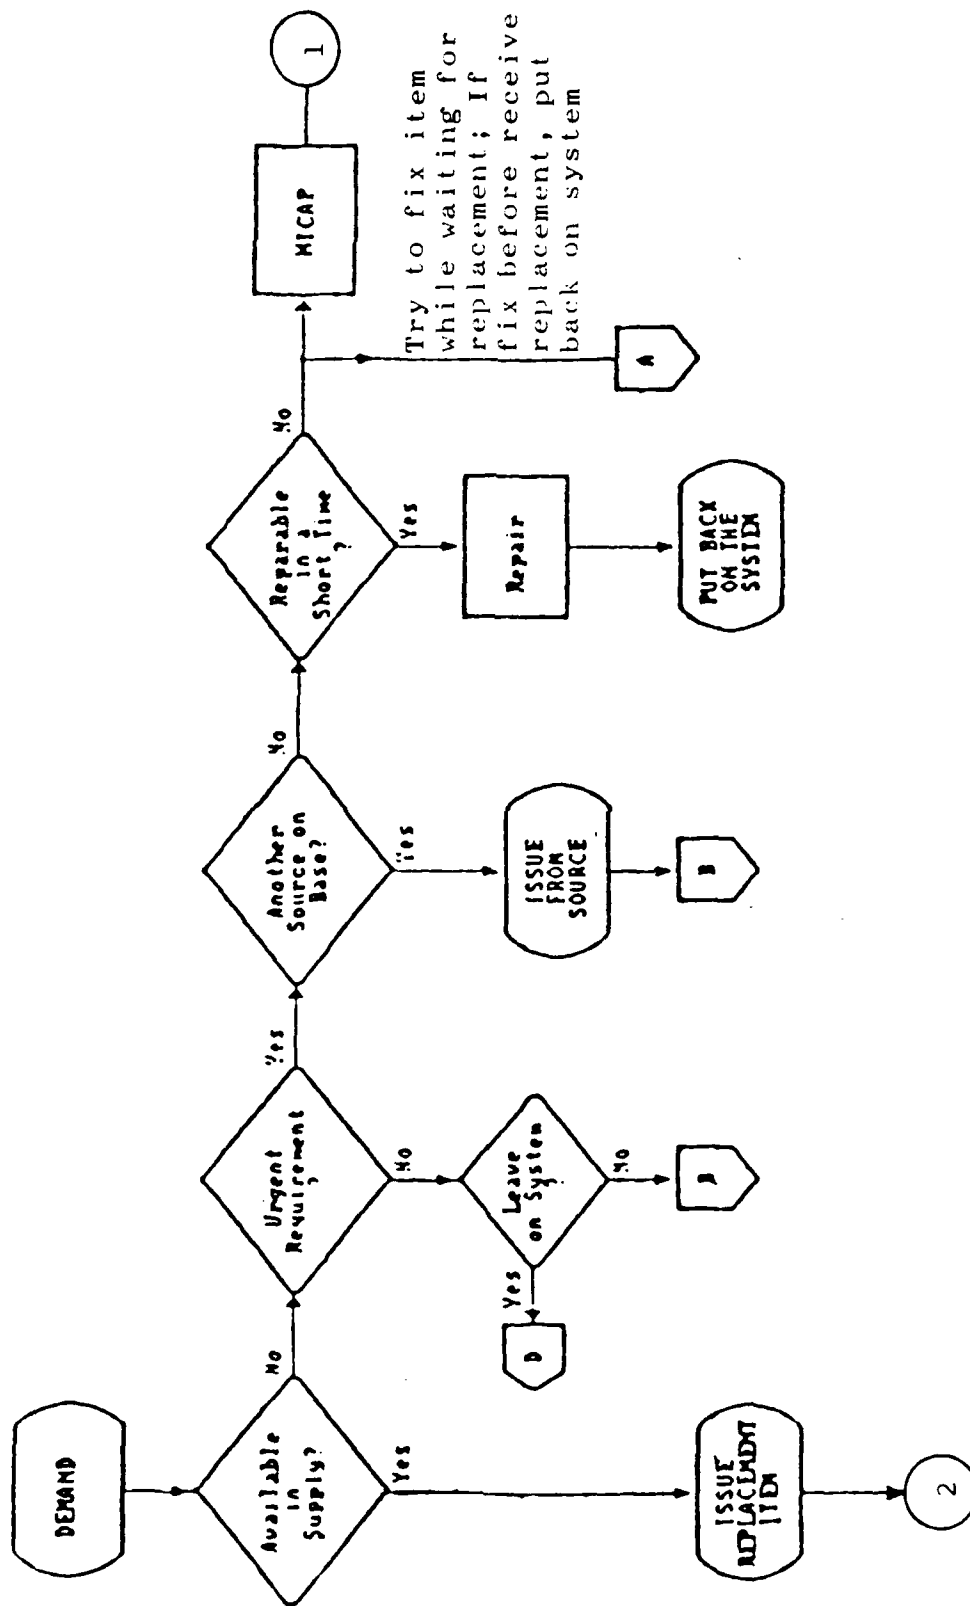 DEMAND
Available
in
Supply?
No
Yes
Urgent
Requirement
?
Yes
No
Another
Source on
Base?
No
Yes
Reparable
in a
Short Time
?
No
Yes
MICAP
1
Try to fix item
while waiting for
replacement; If
fix before receive
replacement, put
back on system
Leave
on System
?
Yes
No
D
ISSUE
FROM
SOURCE
Repair
A
ISSUE
REPLACEMENT
ITEM
B
PUT BACK
ON THE
SYSTEM
2